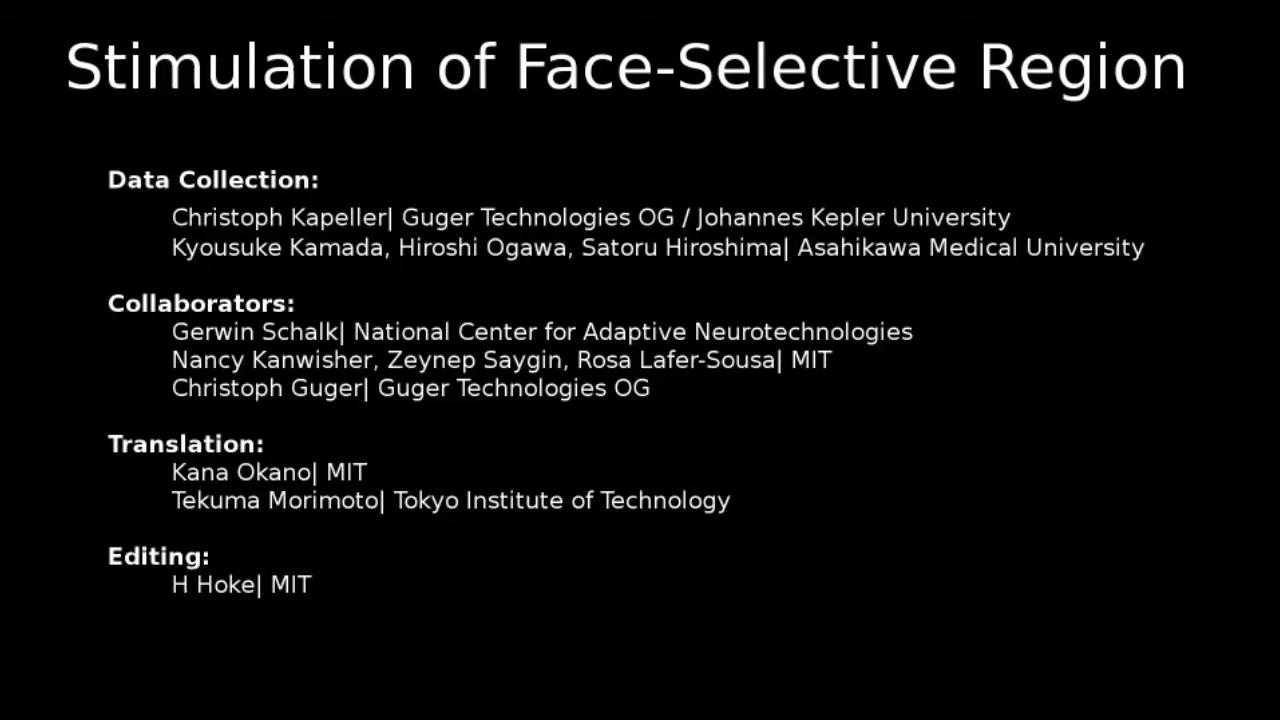 Stimulation of Face-Selective Region
Data Collection:
Christoph Kapeller| Guger Technologies OG / Johannes Kepler University
Kyousuke Kamada, Hiroshi Ogawa, Satoru Hiroshima| Asahikawa Medical University
Collaborators:
Gerwin Schalk| National Center for Adaptive Neurotechnologies
Nancy Kanwisher, Zeynep Saygin, Rosa Lafer-Sousa| MIT
Christoph Guger| Guger Technologies OG
Translation:
Kana Okano| MIT
Tekuma Morimoto| Tokyo Institute of Technology
Editing:
H Hoke| MIT